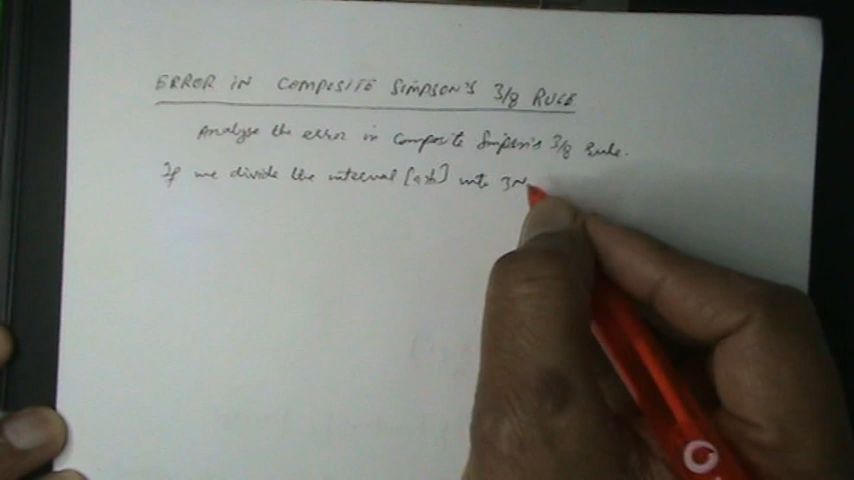 ERROR IN COMPOSITE SIMPSON'S 3/8 RULE
Analyse the error in Composite Simpson's 3/8 Rule.
If we divide the interval [a,b] into 3N